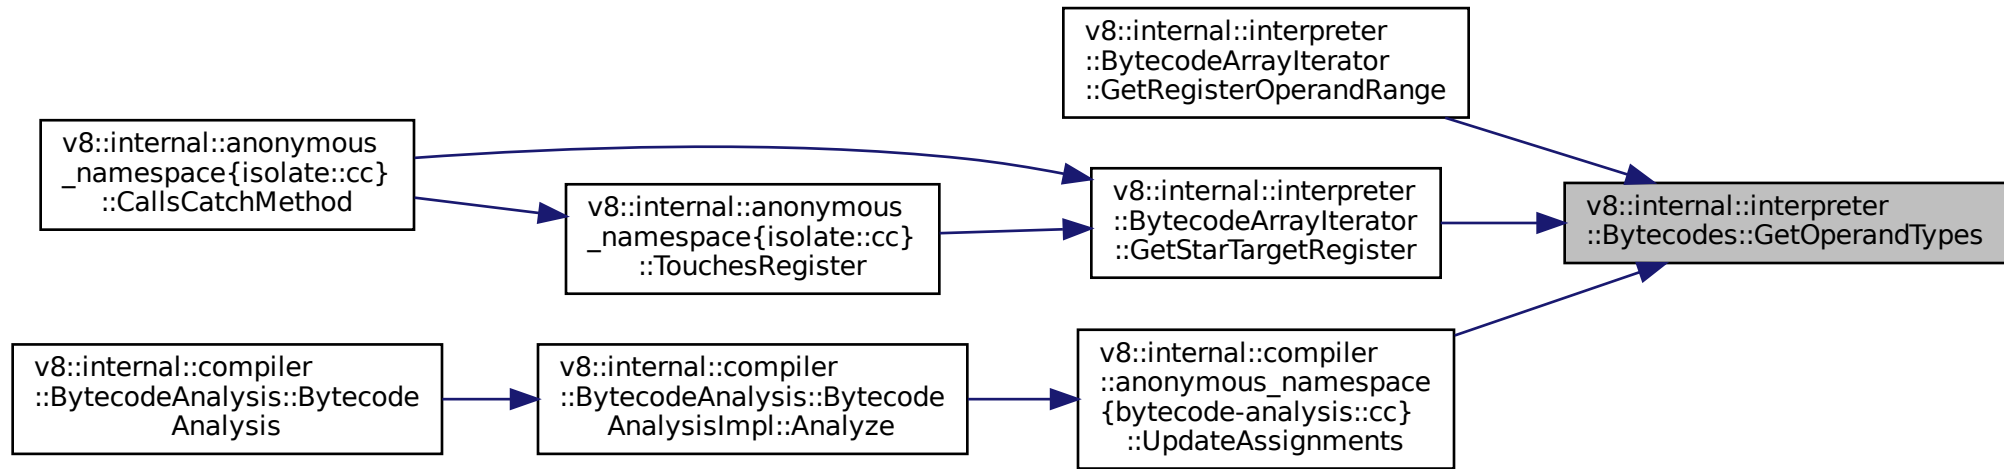 v8::internal::interpreter
::BytecodeArrayIterator
::GetRegisterOperandRange
v8::internal::anonymous
_namespace{isolate::cc}
::CallsCatchMethod
v8::internal::anonymous
_namespace{isolate::cc}
::TouchesRegister
v8::internal::interpreter
::BytecodeArrayIterator
::GetStarTargetRegister
v8::internal::interpreter
::Bytecodes::GetOperandTypes
v8::internal::compiler
::BytecodeAnalysis::Bytecode
Analysis
v8::internal::compiler
::BytecodeAnalysis::Bytecode
AnalysisImpl::Analyze
v8::internal::compiler
::anonymous_namespace
{bytecode-analysis::cc}
::UpdateAssignments